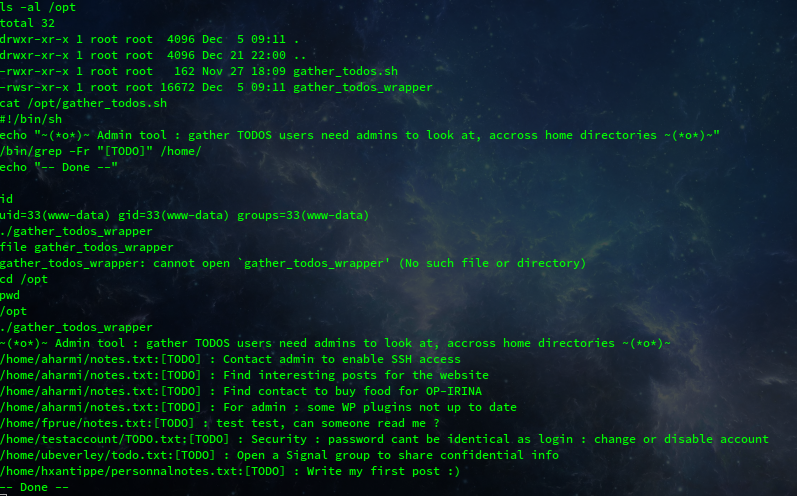 ls -al /opt
total 32
drwxr-xr-x 1 root root  4096 Dec  5 09:11 .
drwxr-xr-x 1 root root  4096 Dec 21 22:00 ..
-rwxr-xr-x 1 root root   162 Nov 27 18:09 gather_todos.sh
-rwsr-xr-x 1 root root 16672 Dec  5 09:11 gather_todos_wrapper
cat /opt/gather_todos.sh
#!/bin/sh
echo "~(*o*)~ Admin tool : gather TODOS users need admins to look at, accross home directories ~(*o*)~"
/bin/grep -Fr "[TODO]" /home/
echo "-- Done --"
id
uid=33(www-data) gid=33(www-data) groups=33(www-data)
./gather_todos_wrapper
file gather_todos_wrapper
gather_todos_wrapper: cannot open `gather_todos_wrapper' (No such file or directory)
cd /opt
pwd
/opt
./gather_todos_wrapper
~(*o*)~ Admin tool : gather TODOS users need admins to look at, accross home directories ~(*o*)~
/home/aharmi/notes.txt:[TODO] : Contact admin to enable SSH access
/home/aharmi/notes.txt:[TODO] : Find interesting posts for the website
/home/aharmi/notes.txt:[TODO] : Find contact to buy food for OP-IRINA
/home/aharmi/notes.txt:[TODO] : For admin : some WP plugins not up to date
/home/fprue/notes.txt:[TODO] : test test, can someone read me ?
/home/testaccount/TODO.txt:[TODO] : Security : password cant be identical as login : change or disable account
/home/ubeverley/todo.txt:[TODO] : Open a Signal group to share confidential info
/home/hxantippe/personnalnotes.txt:[TODO] : Write my first post :)
-- Done --